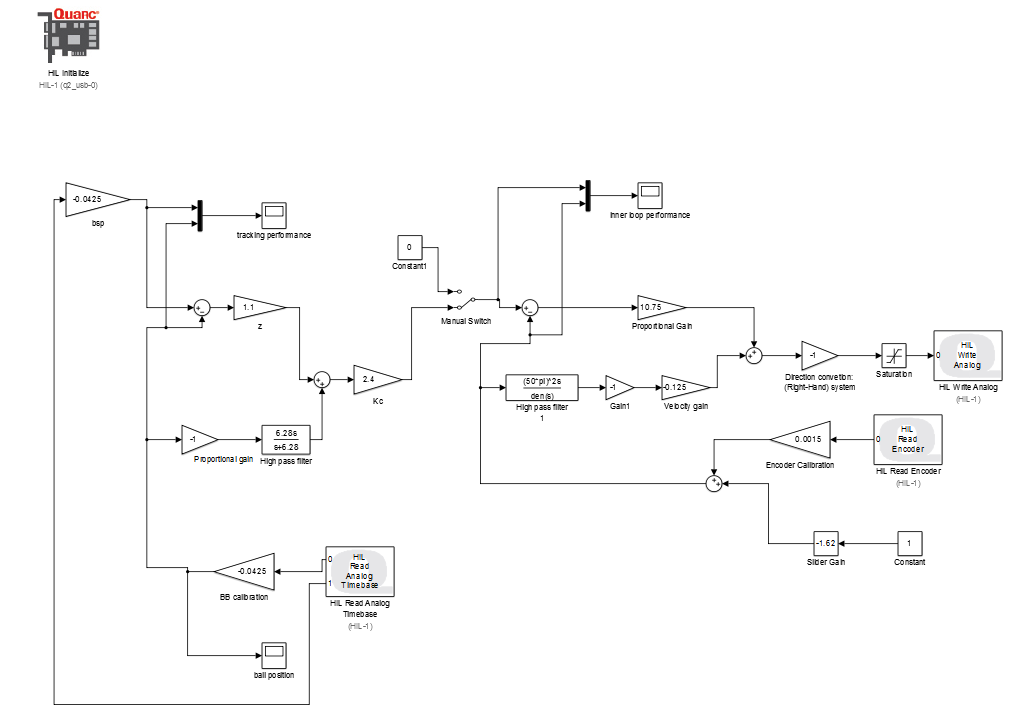 Quarc
HIL Initialize
HIL-1 (q2_usb-0)
-0.0425
bsp
tracking performance
Inner loop performance
0
Constant1
1.1
z
Manual Switch
10.75
Proportional Gain
-1
Direction convetion:
(Right-Hand) system
Saturation
0
HIL
Write
Analog
HIL Write Analog
(HIL-1)
2.4
Kc
(50*pi)^2s
den(s)
High pass filter
1
-1
Gain1
-0.125
Velocity gain
-1
Proportional gain
6.28s
s+6.28
High pass filter
0.0015
Encoder Calibration
0
HIL
Read
Encoder
HIL Read Encoder
(HIL-1)
-1.62
Slider Gain
1
Constant
-0.0425
BB calibration
0
1
HIL
Read
Analog
Timebase
HIL Read Analog
Timebase
(HIL-1)
ball position